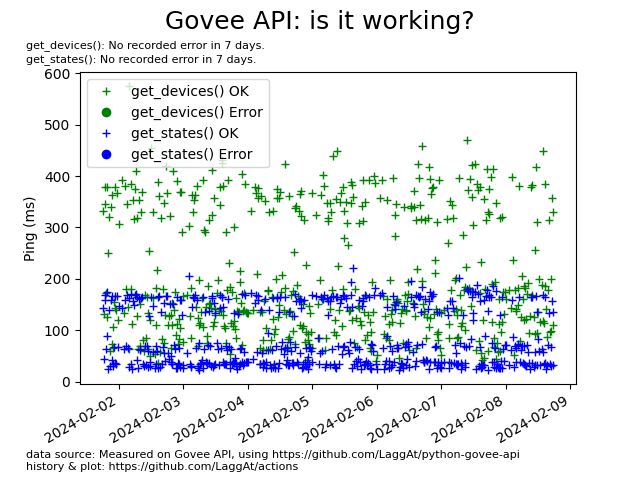 Govee API: is it working?
get_devices(): No recorded error in 7 days.
get_states(): No recorded error in 7 days.
get_devices() OK
get_devices() Error
get_states() OK
get_states() Error
Ping (ms)
600
500
400
300
200
100
0
2024-02-02
2024-02-03
2024-02-04
2024-02-05
2024-02-06
2024-02-07
2024-02-08
2024-02-09
data source: Measured on Govee API, using https://github.com/LaggAt/python-govee-api
history & plot: https://github.com/LaggAt/actions